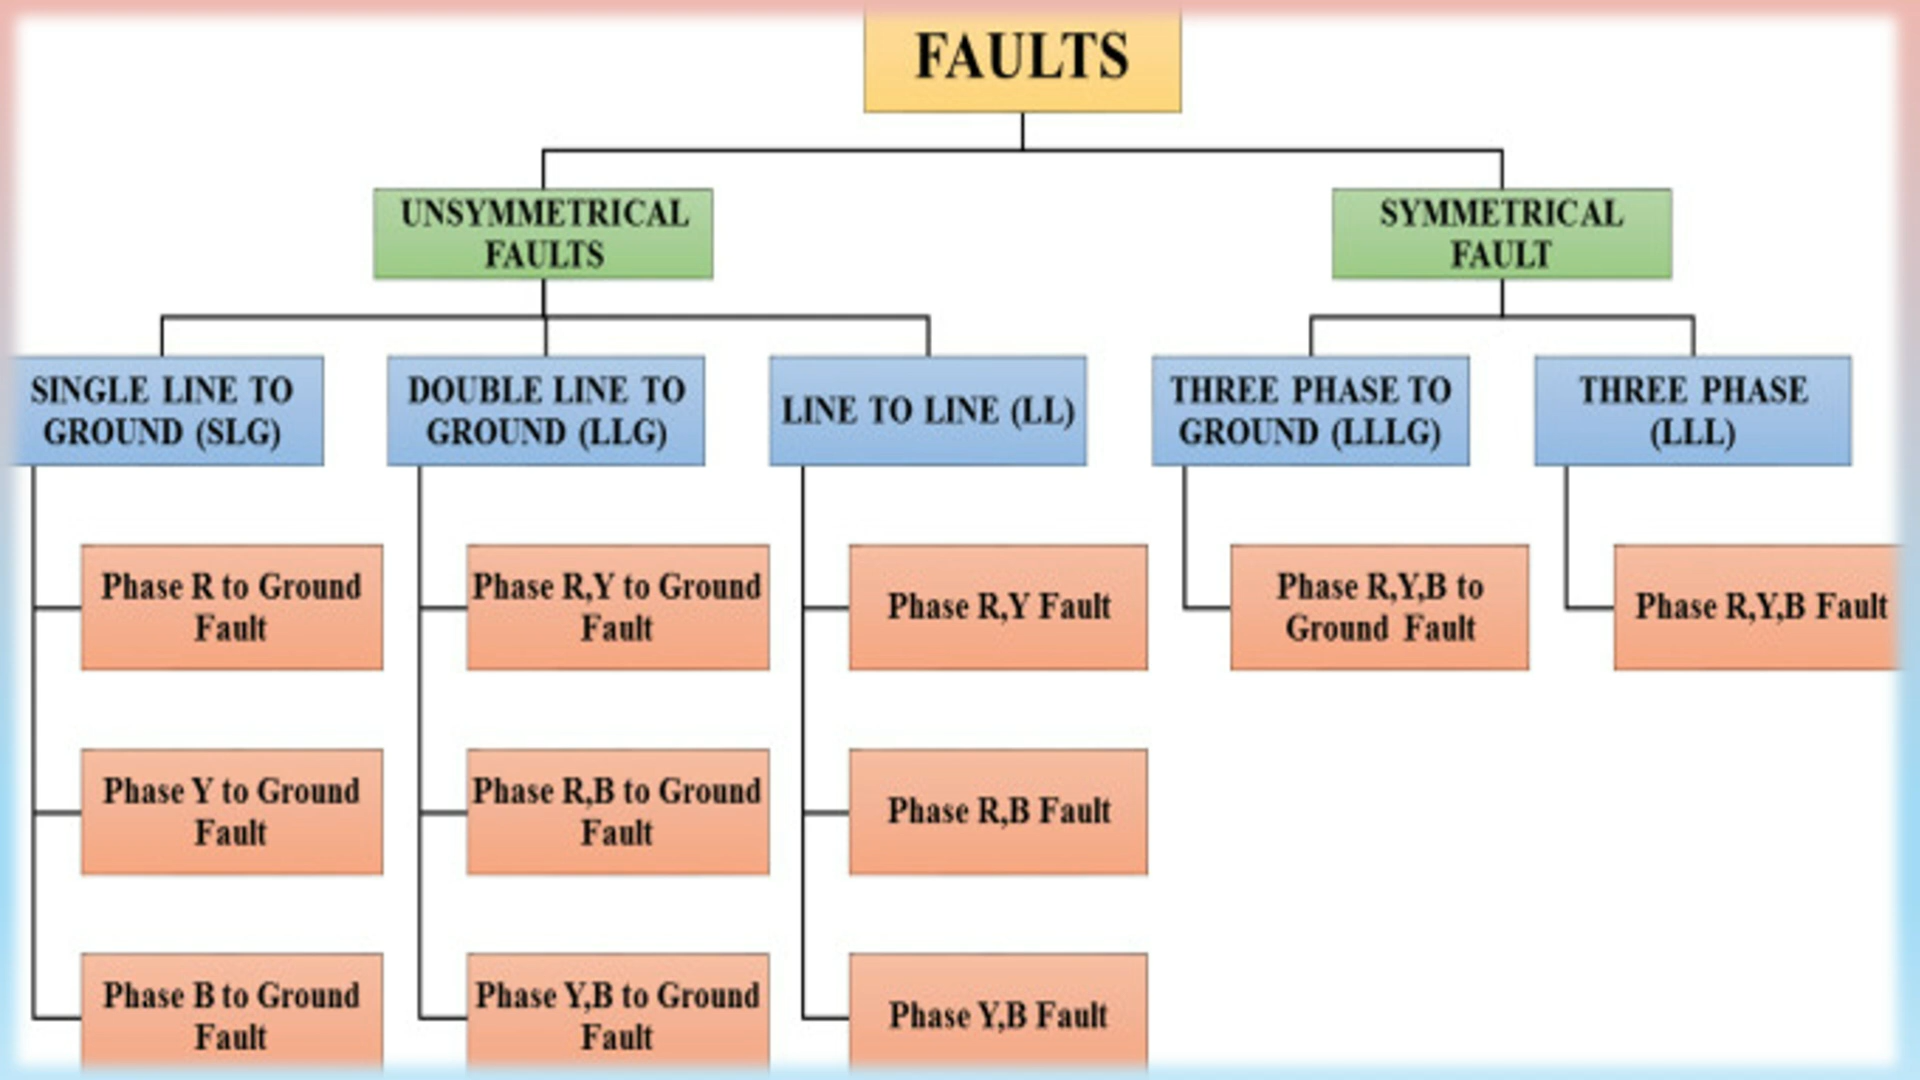 FAULTS
UNSYMMETRICAL
FAULTS
SYMMETRICAL
FAULT
SINGLE LINE TO
GROUND (SLG)
DOUBLE LINE TO
GROUND (LLG)
LINE TO LINE (LL)
THREE PHASE TO
GROUND (LLLG)
THREE PHASE
(LLL)
Phase R to Ground
Fault
Phase R,Y to Ground
Fault
Phase R,Y Fault
Phase R,Y,B to
Ground Fault
Phase R,Y,B Fault
Phase Y to Ground
Fault
Phase R,B to Ground
Fault
Phase R,B Fault
Phase B to Ground
Fault
Phase Y,B to Ground
Fault
Phase Y,B Fault